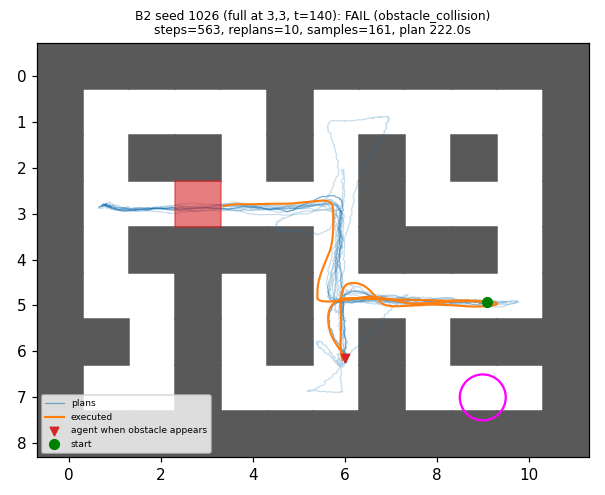 B2 seed 1026 (full at 3,3, t=140): FAIL (obstacle_collision)
steps=563, replans=10, samples=161, plan 222.0s
0
1
2
3
4
5
6
7
8
plans
executed
agent when obstacle appears
start
0 2 4 6 8 10